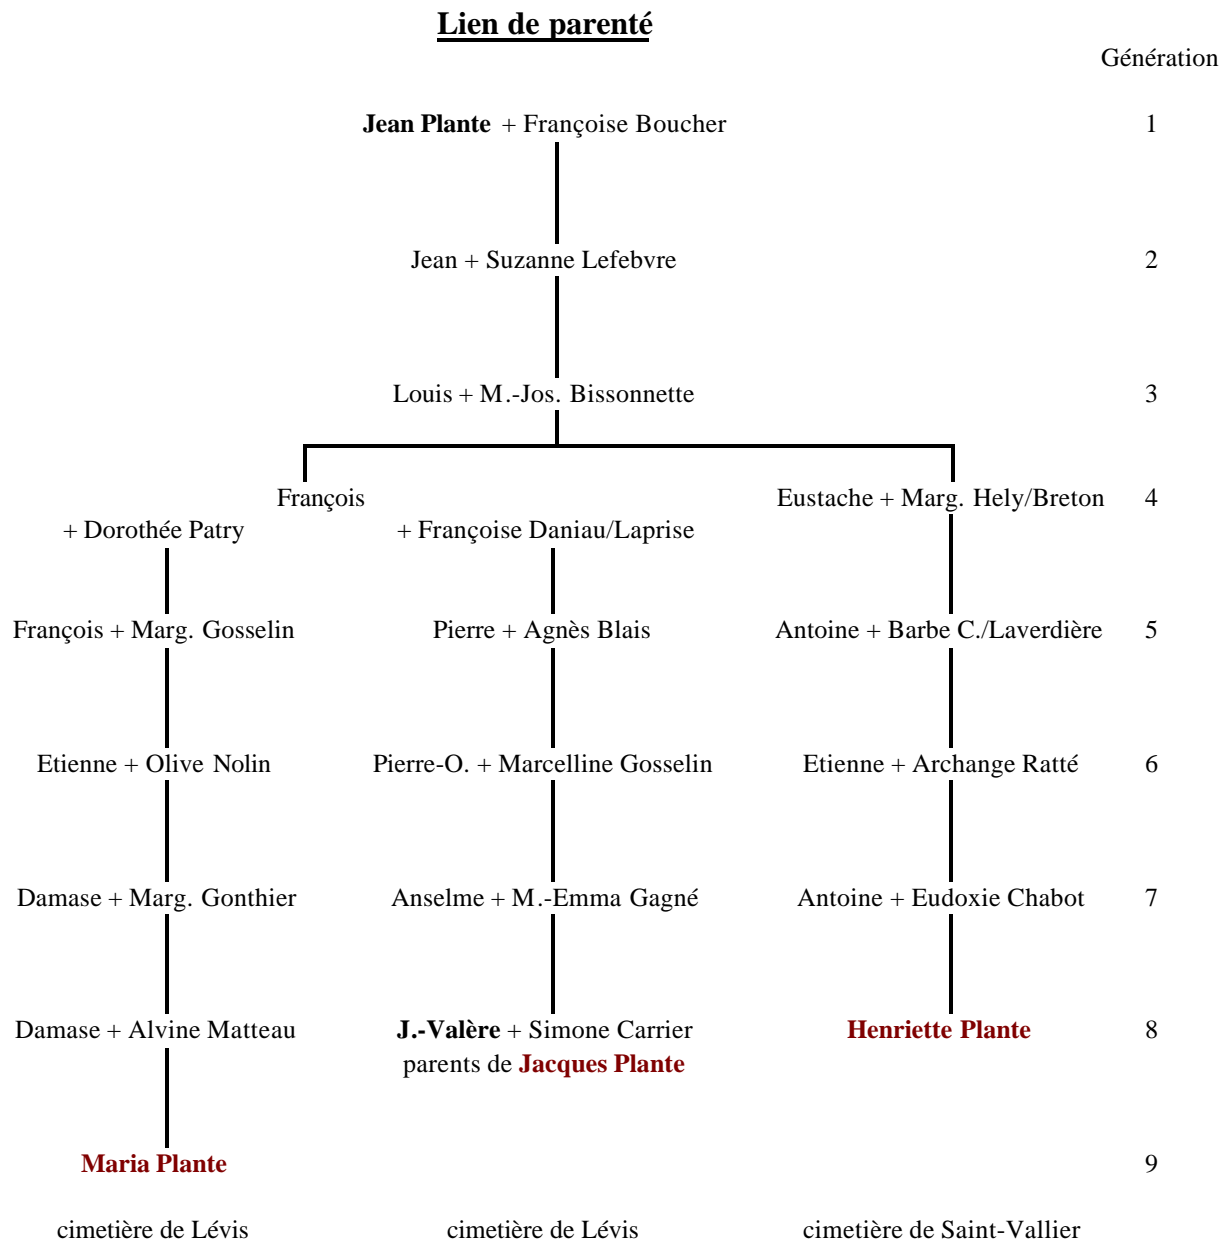 Lien de parenté
Génération
Jean Plante + Françoise Boucher 1
Jean + Suzanne Lefebvre 2
Louis + M.-Jos. Bissonnette 3
François Eustache + Marg. Hely/Breton 4
+ Dorothée Patry + Françoise Daniau/Laprise
François + Marg. Gosselin Pierre + Agnès Blais Antoine + Barbe C./Laverdière 5
Etienne + Olive Nolin Pierre-O. + Marcelline Gosselin Etienne + Archange Ratté 6
Damase + Marg. Gonthier Anselme + M.-Emma Gagné Antoine + Eudoxie Chabot 7
Damase + Alvine Matteau J.-Valère + Simone Carrier Henriette Plante 8
parents de Jacques Plante
Maria Plante 9
cimetière de Lévis cimetière de Lévis cimetière de Saint-Vallier